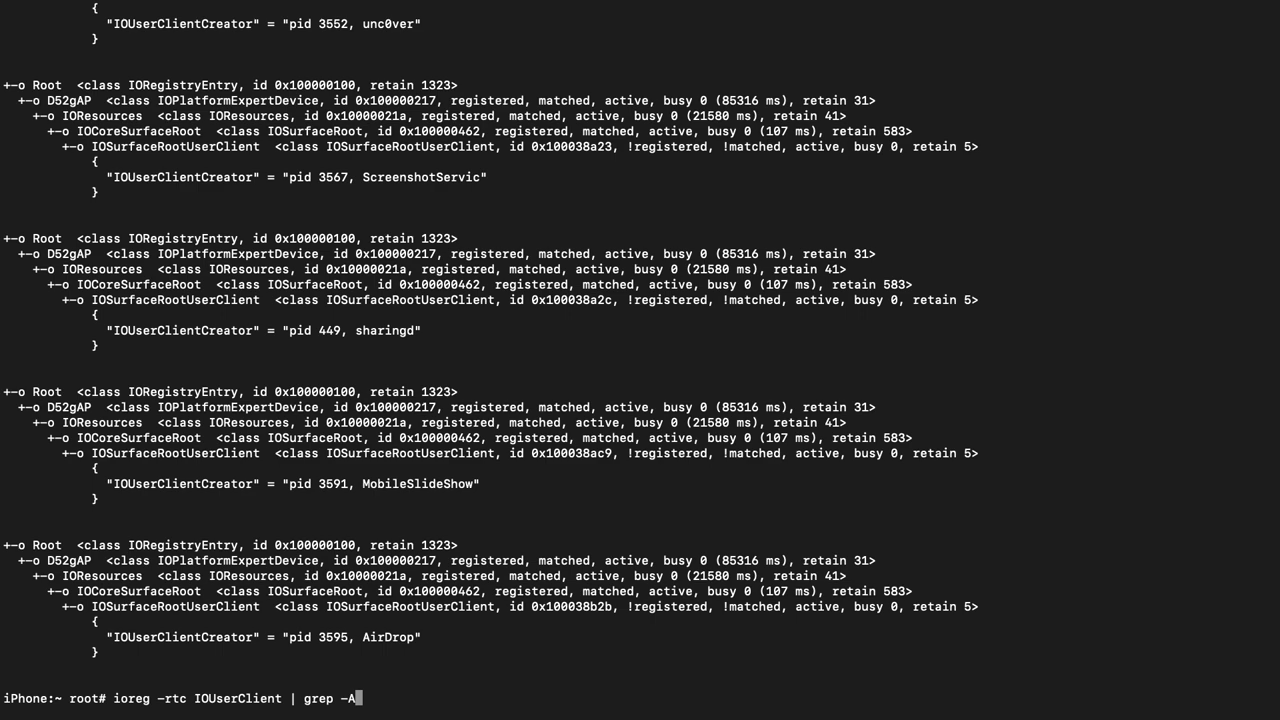 {
"IOUserClientCreator" = "pid 3552, unc0ver"
}
+-o Root  <class IORegistryEntry, id 0x100000100, retain 1323>
+-o D52gAP  <class IOPlatformExpertDevice, id 0x100000217, registered, matched, active, busy 0 (85316 ms), retain 31>
+-o IOResources  <class IOResources, id 0x10000021a, registered, matched, active, busy 0 (21580 ms), retain 41>
+-o IOCoreSurfaceRoot  <class IOSurfaceRoot, id 0x100000462, registered, matched, active, busy 0 (107 ms), retain 583>
+-o IOSurfaceRootUserClient  <class IOSurfaceRootUserClient, id 0x100038a23, !registered, !matched, active, busy 0, retain 5>
{
"IOUserClientCreator" = "pid 3567, ScreenshotServic"
}
+-o Root  <class IORegistryEntry, id 0x100000100, retain 1323>
+-o D52gAP  <class IOPlatformExpertDevice, id 0x100000217, registered, matched, active, busy 0 (85316 ms), retain 31>
+-o IOResources  <class IOResources, id 0x10000021a, registered, matched, active, busy 0 (21580 ms), retain 41>
+-o IOCoreSurfaceRoot  <class IOSurfaceRoot, id 0x100000462, registered, matched, active, busy 0 (107 ms), retain 583>
+-o IOSurfaceRootUserClient  <class IOSurfaceRootUserClient, id 0x100038a2c, !registered, !matched, active, busy 0, retain 5>
{
"IOUserClientCreator" = "pid 449, sharingd"
}
+-o Root  <class IORegistryEntry, id 0x100000100, retain 1323>
+-o D52gAP  <class IOPlatformExpertDevice, id 0x100000217, registered, matched, active, busy 0 (85316 ms), retain 31>
+-o IOResources  <class IOResources, id 0x10000021a, registered, matched, active, busy 0 (21580 ms), retain 41>
+-o IOCoreSurfaceRoot  <class IOSurfaceRoot, id 0x100000462, registered, matched, active, busy 0 (107 ms), retain 583>
+-o IOSurfaceRootUserClient  <class IOSurfaceRootUserClient, id 0x100038ac9, !registered, !matched, active, busy 0, retain 5>
{
"IOUserClientCreator" = "pid 3591, MobileSlideShow"
}
+-o Root  <class IORegistryEntry, id 0x100000100, retain 1323>
+-o D52gAP  <class IOPlatformExpertDevice, id 0x100000217, registered, matched, active, busy 0 (85316 ms), retain 31>
+-o IOResources  <class IOResources, id 0x10000021a, registered, matched, active, busy 0 (21580 ms), retain 41>
+-o IOCoreSurfaceRoot  <class IOSurfaceRoot, id 0x100000462, registered, matched, active, busy 0 (107 ms), retain 583>
+-o IOSurfaceRootUserClient  <class IOSurfaceRootUserClient, id 0x100038b2b, !registered, !matched, active, busy 0, retain 5>
{
"IOUserClientCreator" = "pid 3595, AirDrop"
}
iPhone:~ root# ioreg -rtc IOUserClient | grep -A